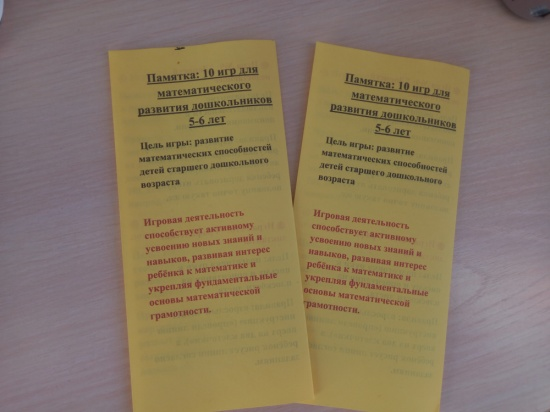 Памятка: 10 игр для
математического
развития дошкольников
5-6 лет
Цель игры: развитие
математических способностей
детей старшего дошкольного
возраста
Игровая деятельность
способствует активному
усвоению новых знаний и
навыков, развивая интерес
ребёнка к математике и
укрепляя фундаментальные
основы математической
грамотности.
Памятка: 10 игр для
математического
развития дошкольников
5-6 лет
Цель игры: развитие
математических способностей
детей старшего дошкольного
возраста
Игровая деятельность
способствует активному
усвоению новых знаний и
навыков, развивая интерес
ребёнка к математике и
укрепляя фундаментальные
основы математической
грамотности.